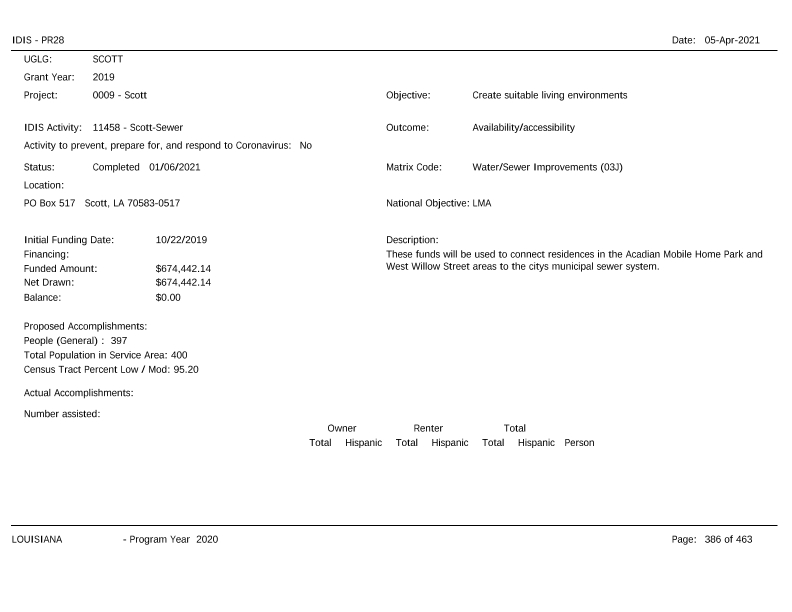 IDIS - PR28 Date: 05-Apr-2021
UGLG: SCOTT
Grant Year: 2019
Project: 0009 - Scott Objective: Create suitable living environments
IDIS Activity: 11458 - Scott-Sewer Outcome: Availability/accessibility
Activity to prevent, prepare for, and respond to Coronavirus: No
Status: Completed 01/06/2021 Matrix Code: Water/Sewer Improvements (03J)
Location:
PO Box 517 Scott, LA 70583-0517 National Objective: LMA
Initial Funding Date: 10/22/2019 Description:
Financing: These funds will be used to connect residences in the Acadian Mobile Home Park and
Funded Amount: $674,442.14 West Willow Street areas to the citys municipal sewer system.
Net Drawn: $674,442.14
Balance: $0.00
Proposed Accomplishments:
People (General) : 397
Total Population in Service Area: 400
Census Tract Percent Low / Mod: 95.20
Actual Accomplishments:
Number assisted:
Owner Renter Total
Total Hispanic Total Hispanic Total Hispanic Person
LOUISIANA - Program Year 2020 Page: 386 of 463